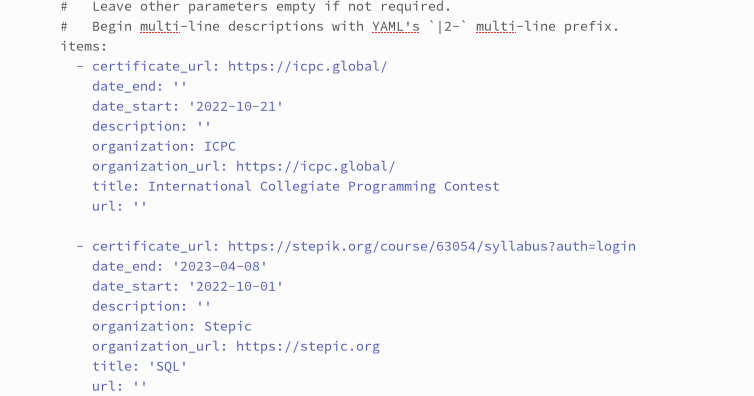 #   Leave other parameters empty if not required.
#   Begin multi-line descriptions with YAML's `|2-` multi-line prefix.
items:
  - certificate_url: https://icpc.global/
    date_end: ''
    date_start: '2022-10-21'
    description: ''
    organization: ICPC
    organization_url: https://icpc.global/
    title: International Collegiate Programming Contest
    url: ''

  - certificate_url: https://stepik.org/course/63054/syllabus?auth=login
    date_end: '2023-04-08'
    date_start: '2022-10-01'
    description: ''
    organization: Stepic
    organization_url: https://stepic.org
    title: 'SQL'
    url: ''